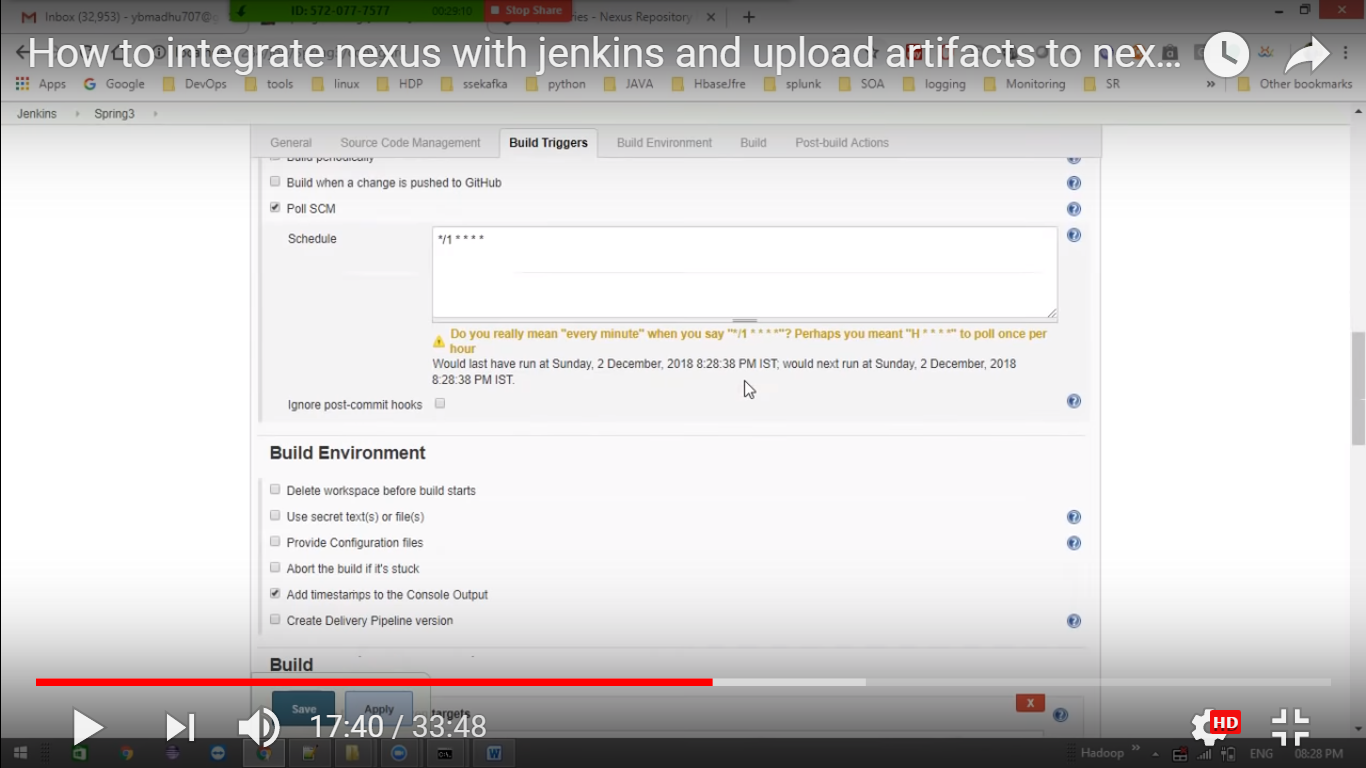 Inbox (32,953) - ybmadhu707@g
ID: 572-077-7577
00:29:10
Stop Share
ies - Nexus Repository
How to integrate nexus with jenkins and upload artifacts to nex...
Apps
Google
DevOps
tools
linux
HDP
ssekafka
python
JAVA
HbaseJfre
splunk
SOA
logging
Monitoring
SR
»
Other bookmarks
Jenkins
Spring3
General
Source Code Management
Build Triggers
Build Environment
Build
Post-build Actions
Build periodically
Build when a change is pushed to GitHub
Poll SCM
Schedule
*/1 * * * *
Do you really mean "every minute" when you say "*/1 * * * *"? Perhaps you meant "H * * * *" to poll once per
hour
Would last have run at Sunday, 2 December, 2018 8:28:38 PM IST; would next run at Sunday, 2 December, 2018
8:28:38 PM IST.
Ignore post-commit hooks
Build Environment
Delete workspace before build starts
Use secret text(s) or file(s)
Provide Configuration files
Abort the build if it's stuck
Add timestamps to the Console Output
Create Delivery Pipeline version
Build
Save
Apply
targets
X
17:40 / 33:48
HD
Hadoop
»
ENG
08:28 PM